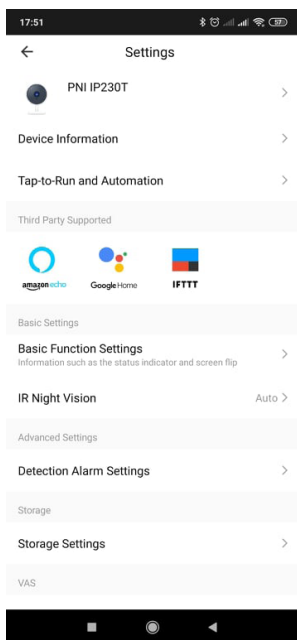 17:51
Settings
PNI IP230T
Device Information
Tap-to-Run and Automation
Third Party Supported
amazon echo
Google Home
IFTTT
Basic Settings
Basic Function Settings
Information such as the status indicator and screen flip
IR Night Vision
Auto
Advanced Settings
Detection Alarm Settings
Storage
Storage Settings
VAS